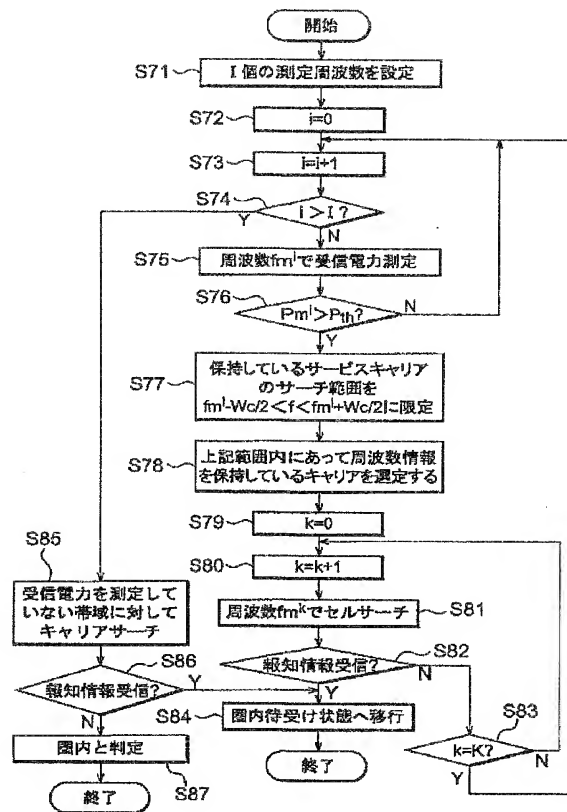 開始
S71
I個の測定周波数を設定
S72
i=0
S73
i=i+1
S74
i>I?
Y
N
S75
周波数fmⁱで受信電力測定
S76
Pmⁱ>Pth?
N
Y
S77
保持しているサービスキャリア
のサーチ範囲を
fmⁱ-Wc/2<f<fmⁱ+Wc/2に限定
S78
上記範囲内にあって周波数情報
を保持しているキャリアを選定する
S79
k=0
S80
k=k+1
S81
周波数fmᵏでセルサーチ
S82
報知情報受信?
N
Y
S83
k=K?
N
Y
S84
圏内待受け状態へ移行
終了
S85
受信電力を測定して
いない帯域に対して
キャリアサーチ
S86
報知情報受信?
Y
N
圏内と判定
S87
終了